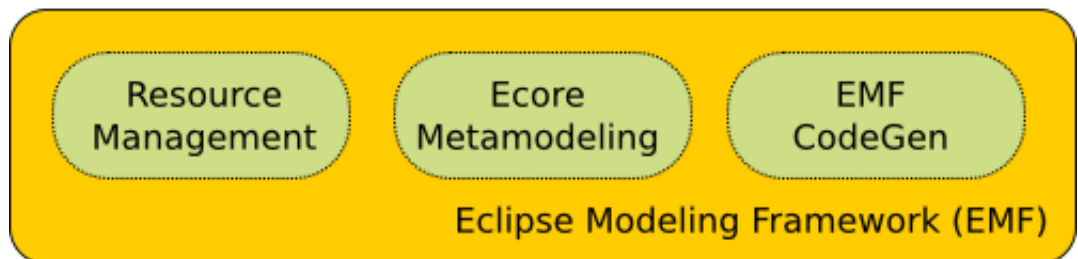 Resource
Management
Ecore
Metamodeling
EMF
CodeGen
Eclipse Modeling Framework (EMF)